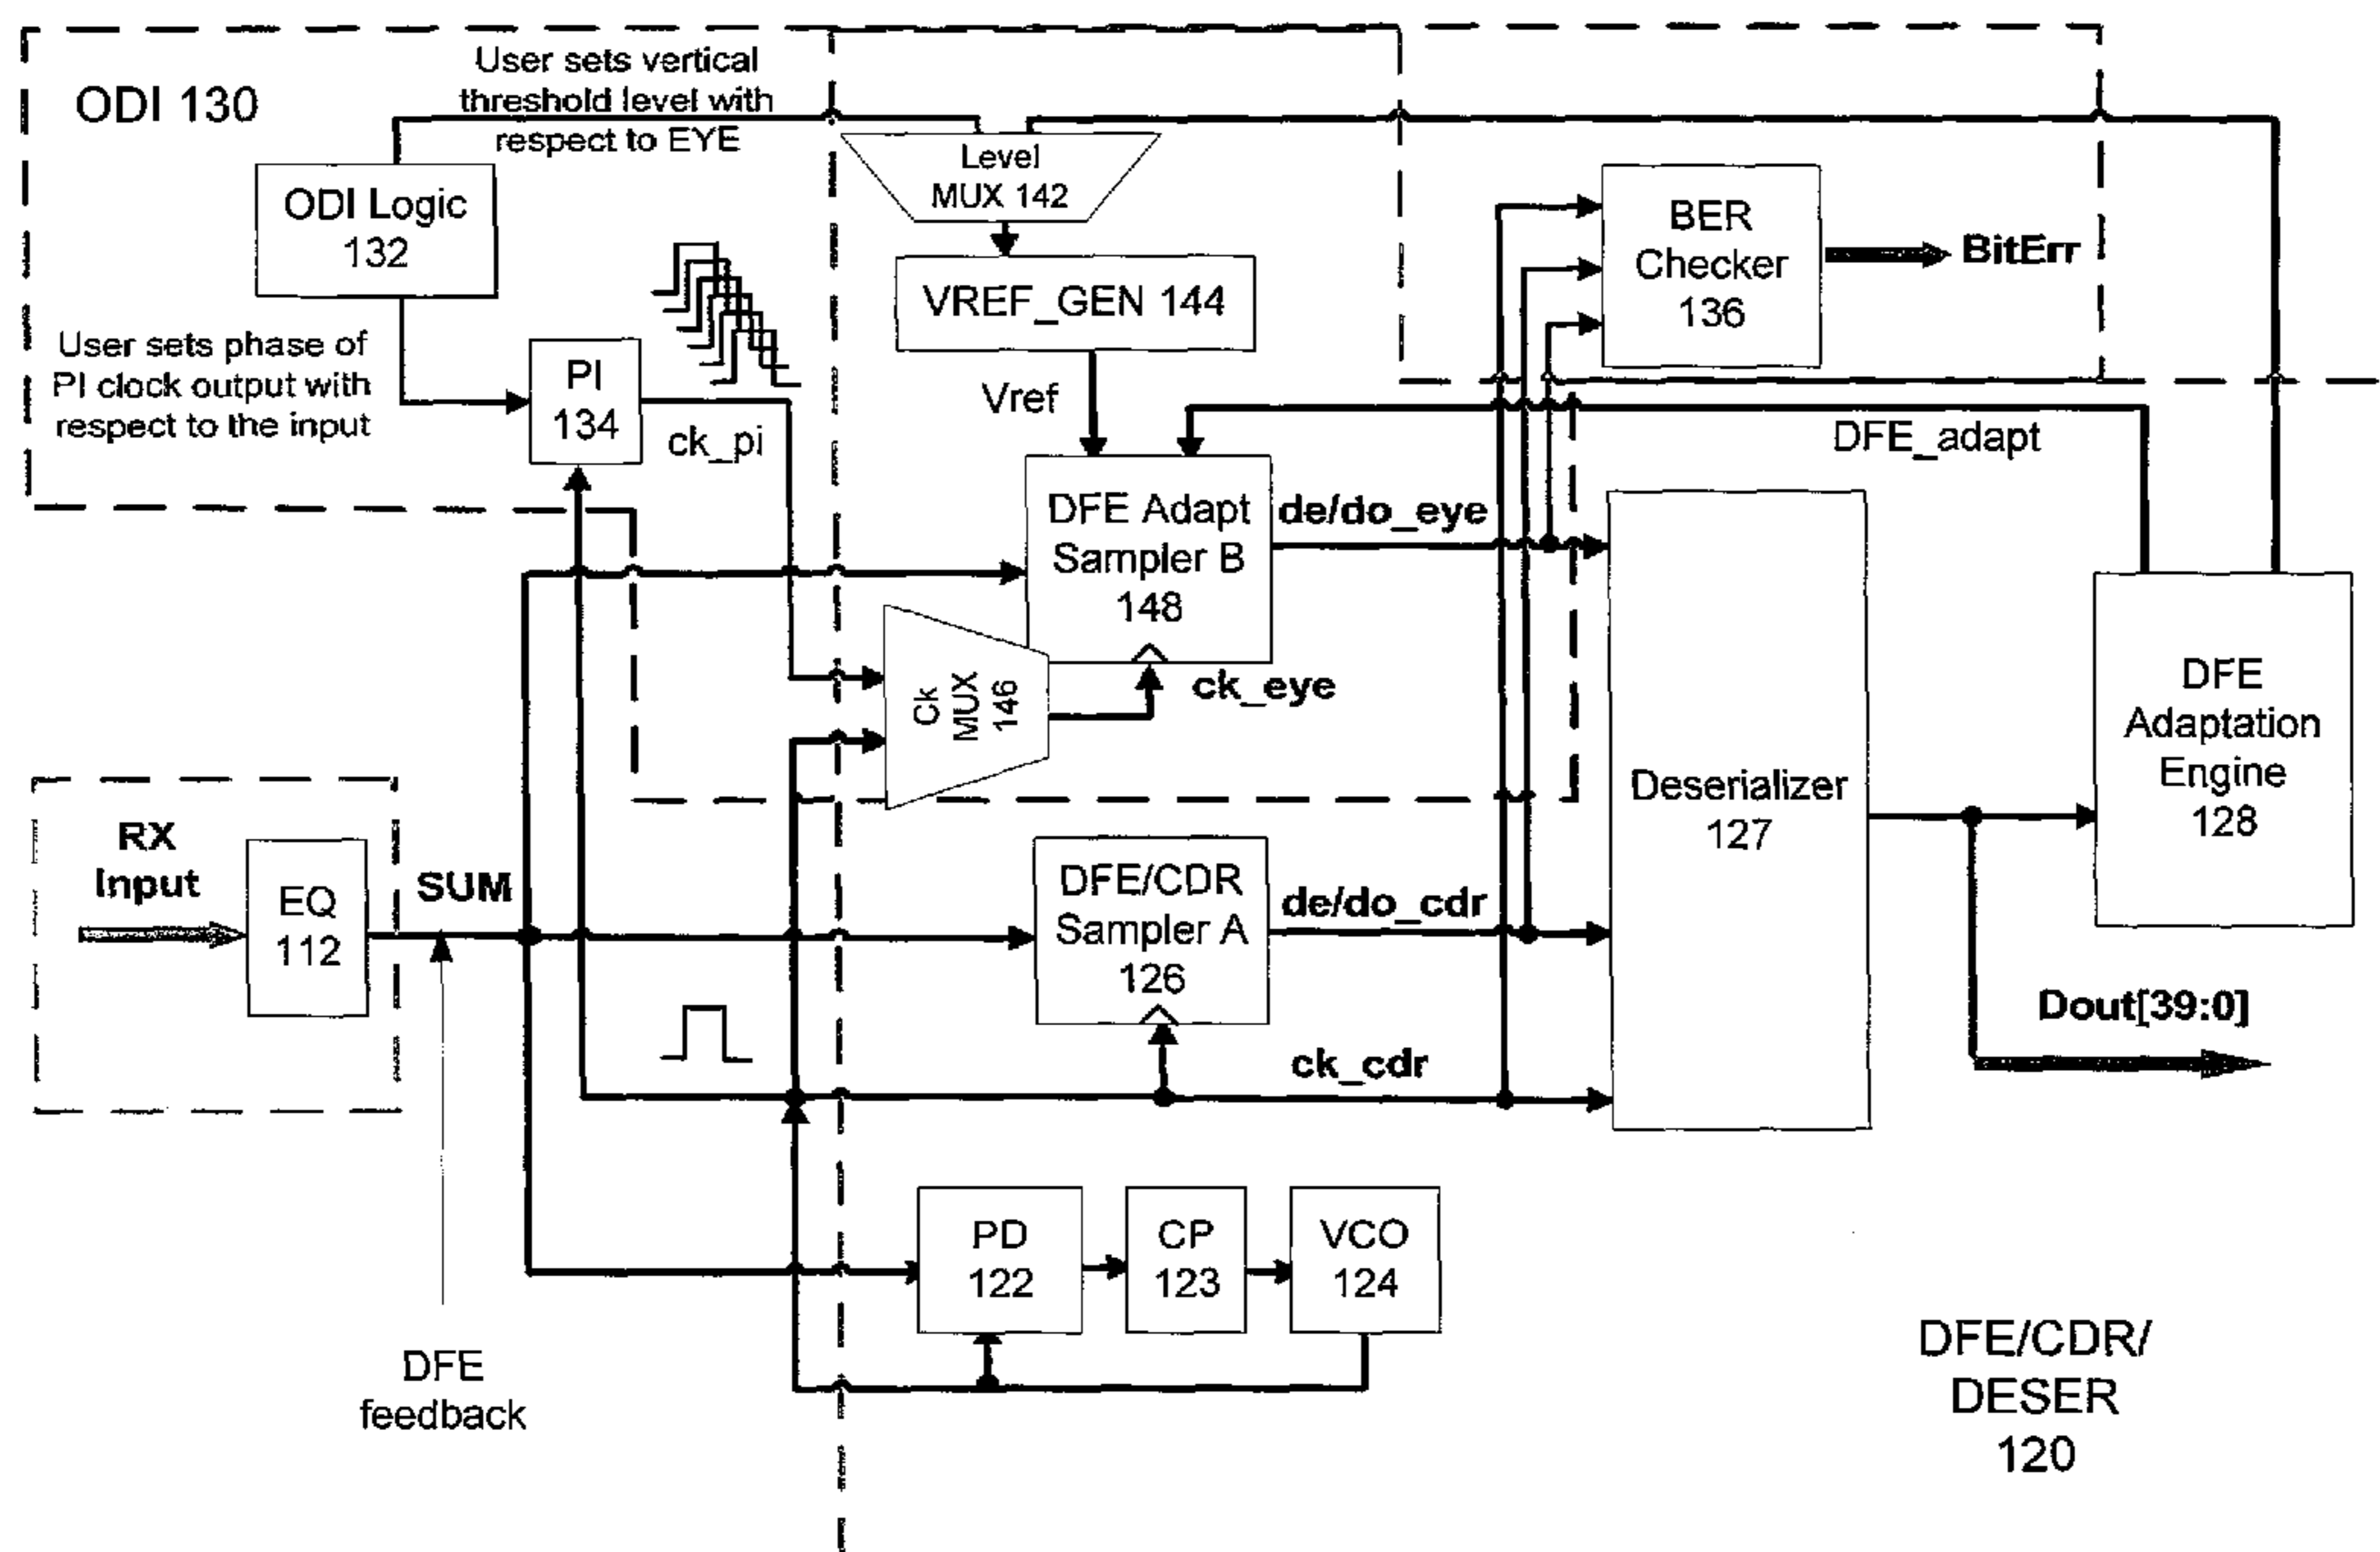 User sets vertical
threshold level with
respect to EYE
ODI 130
ODI Logic
132
Level
MUX 142
BER
Checker
136
BitErr
VREF_GEN 144
User sets phase of
PI clock output with
respect to the input
PI
134
ck_pi
Vref
DFE_adapt
DFE Adapt
Sampler B
148
de/do_eye
Ck
MUX
146
ck_eye
DFE
Adaptation
Engine
128
Deserializer
127
RX
Input
EQ
112
SUM
DFE/CDR
Sampler A
126
de/do_cdr
Dout[39:0]
ck_cdr
PD
122
CP
123
VCO
124
DFE
feedback
DFE/CDR/
DESER
120